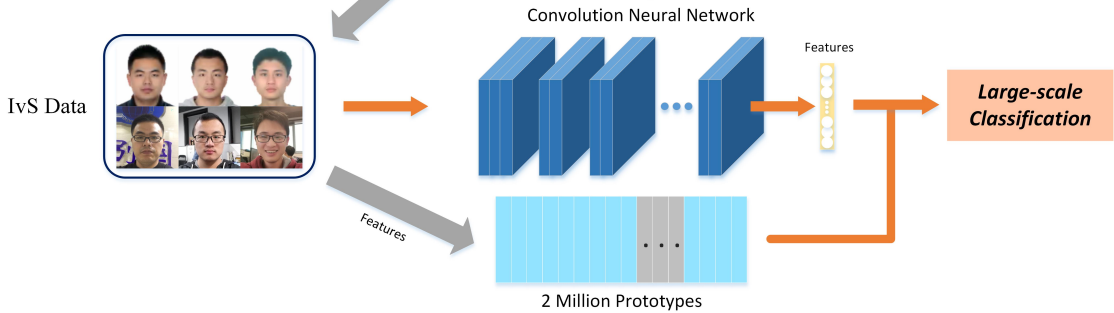 Convolution Neural Network
Features
IvS Data
Large-scale
Classification
Features
2 Million Prototypes